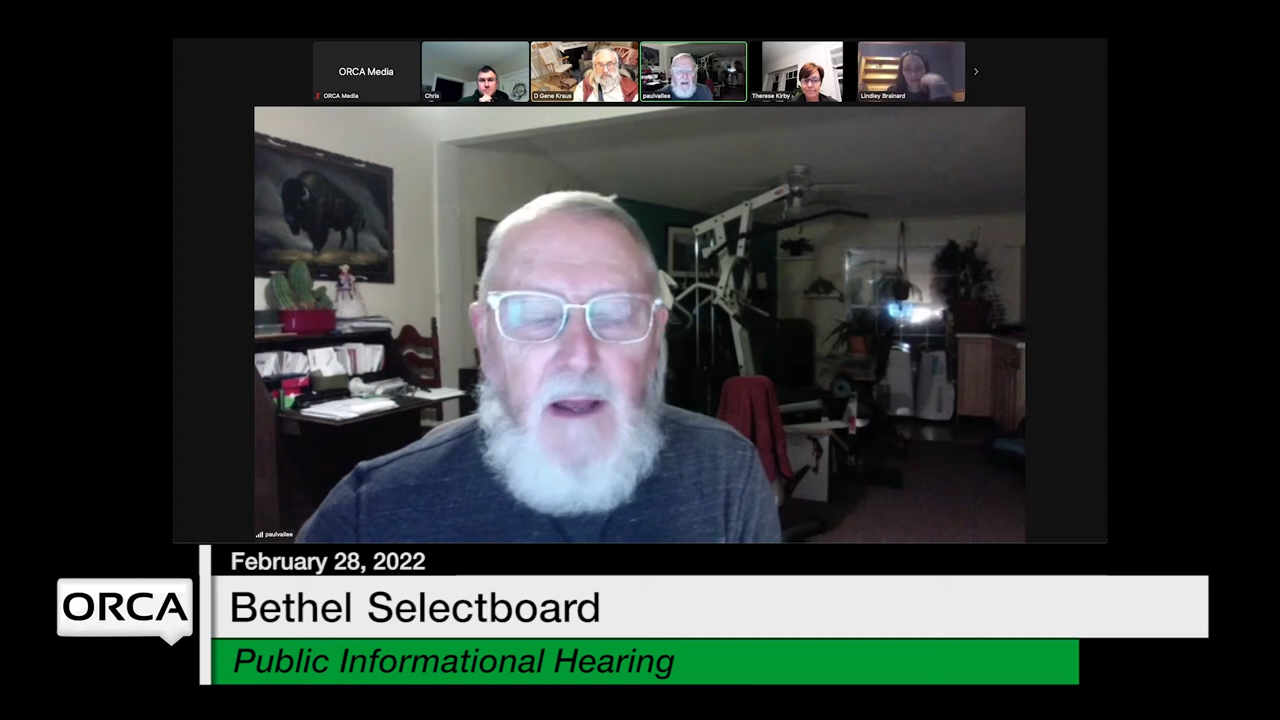 ORCA Media
ORCA Media
Chris
D Gene Kraus
paulvallee
Therese Kirby
Lindley Brainard
paulvallee
February 28, 2022
ORCA
Bethel Selectboard
Public Informational Hearing